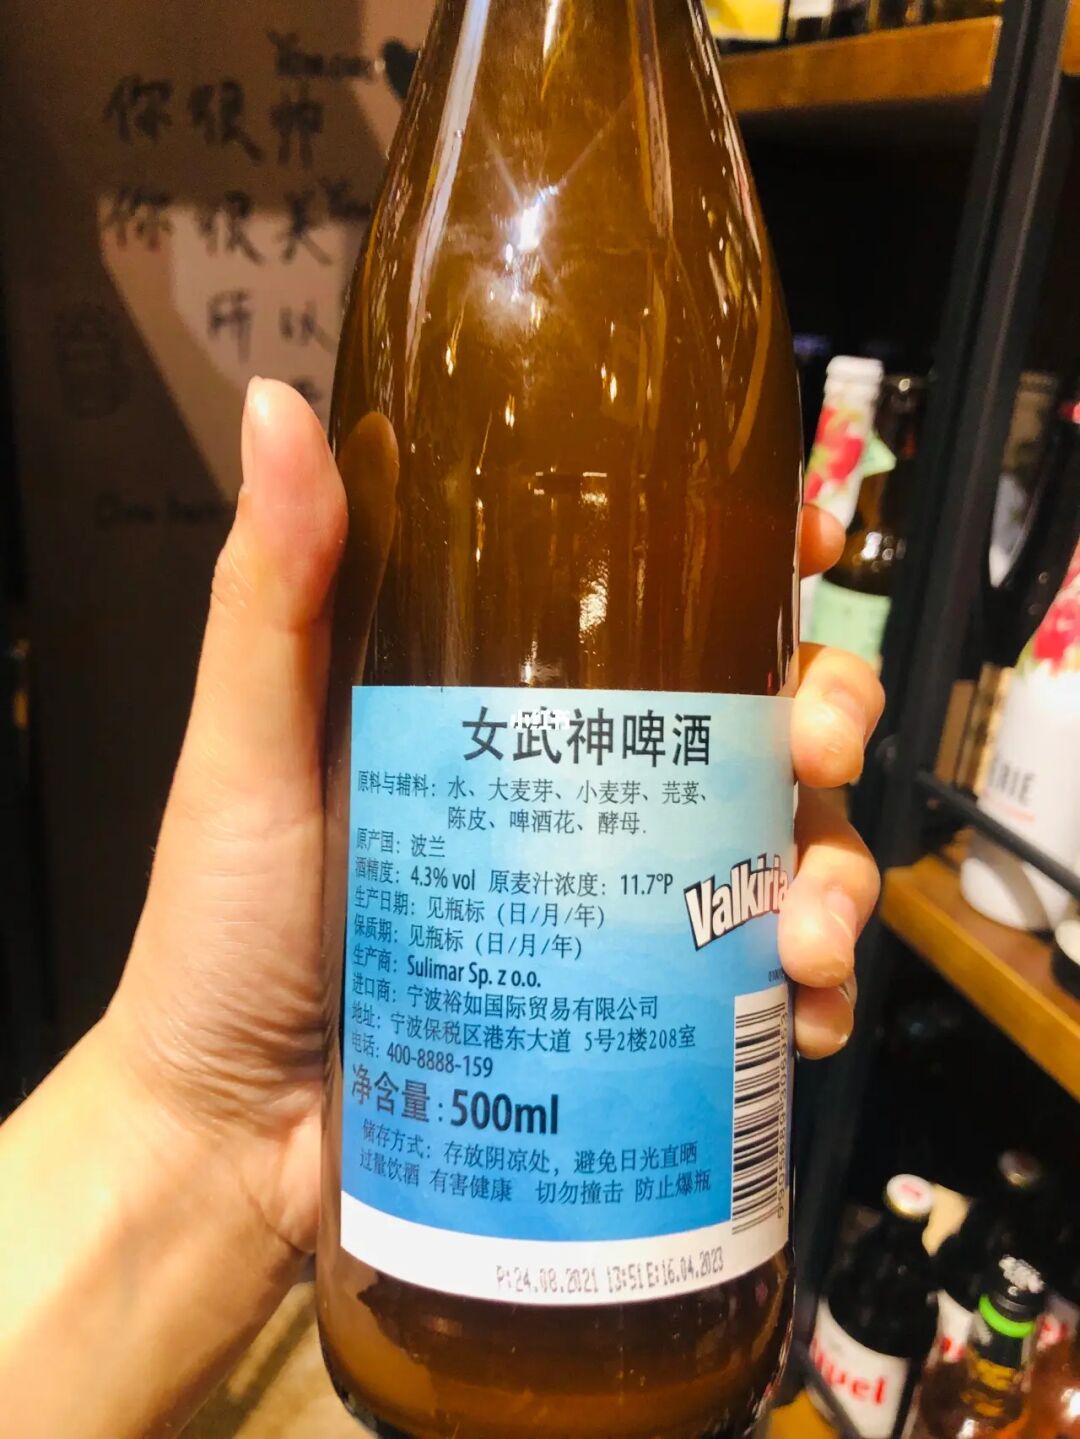 你很帅
你很美
所以
女武神啤酒
小红书
原料与辅料：水、大麦芽、小麦芽、芫荽、
陈皮、啤酒花、酵母.
原产国：波兰
酒精度：4.3% vol 原麦汁浓度：11.7°P
生产日期：见瓶标（日/月/年）
保质期：见瓶标（日/月/年）
生产商：Sulimar Sp. z o.o.
进口商：宁波裕如国际贸易有限公司
地址：宁波保税区港东大道 5号2楼208室
电话：400-8888-159
Valkiria
净含量：500ml
储存方式：存放阴凉处，避免日光直晒
过量饮酒 有害健康 切勿撞击 防止爆瓶
P:24.08.2021 13:51 E:16.04.2023